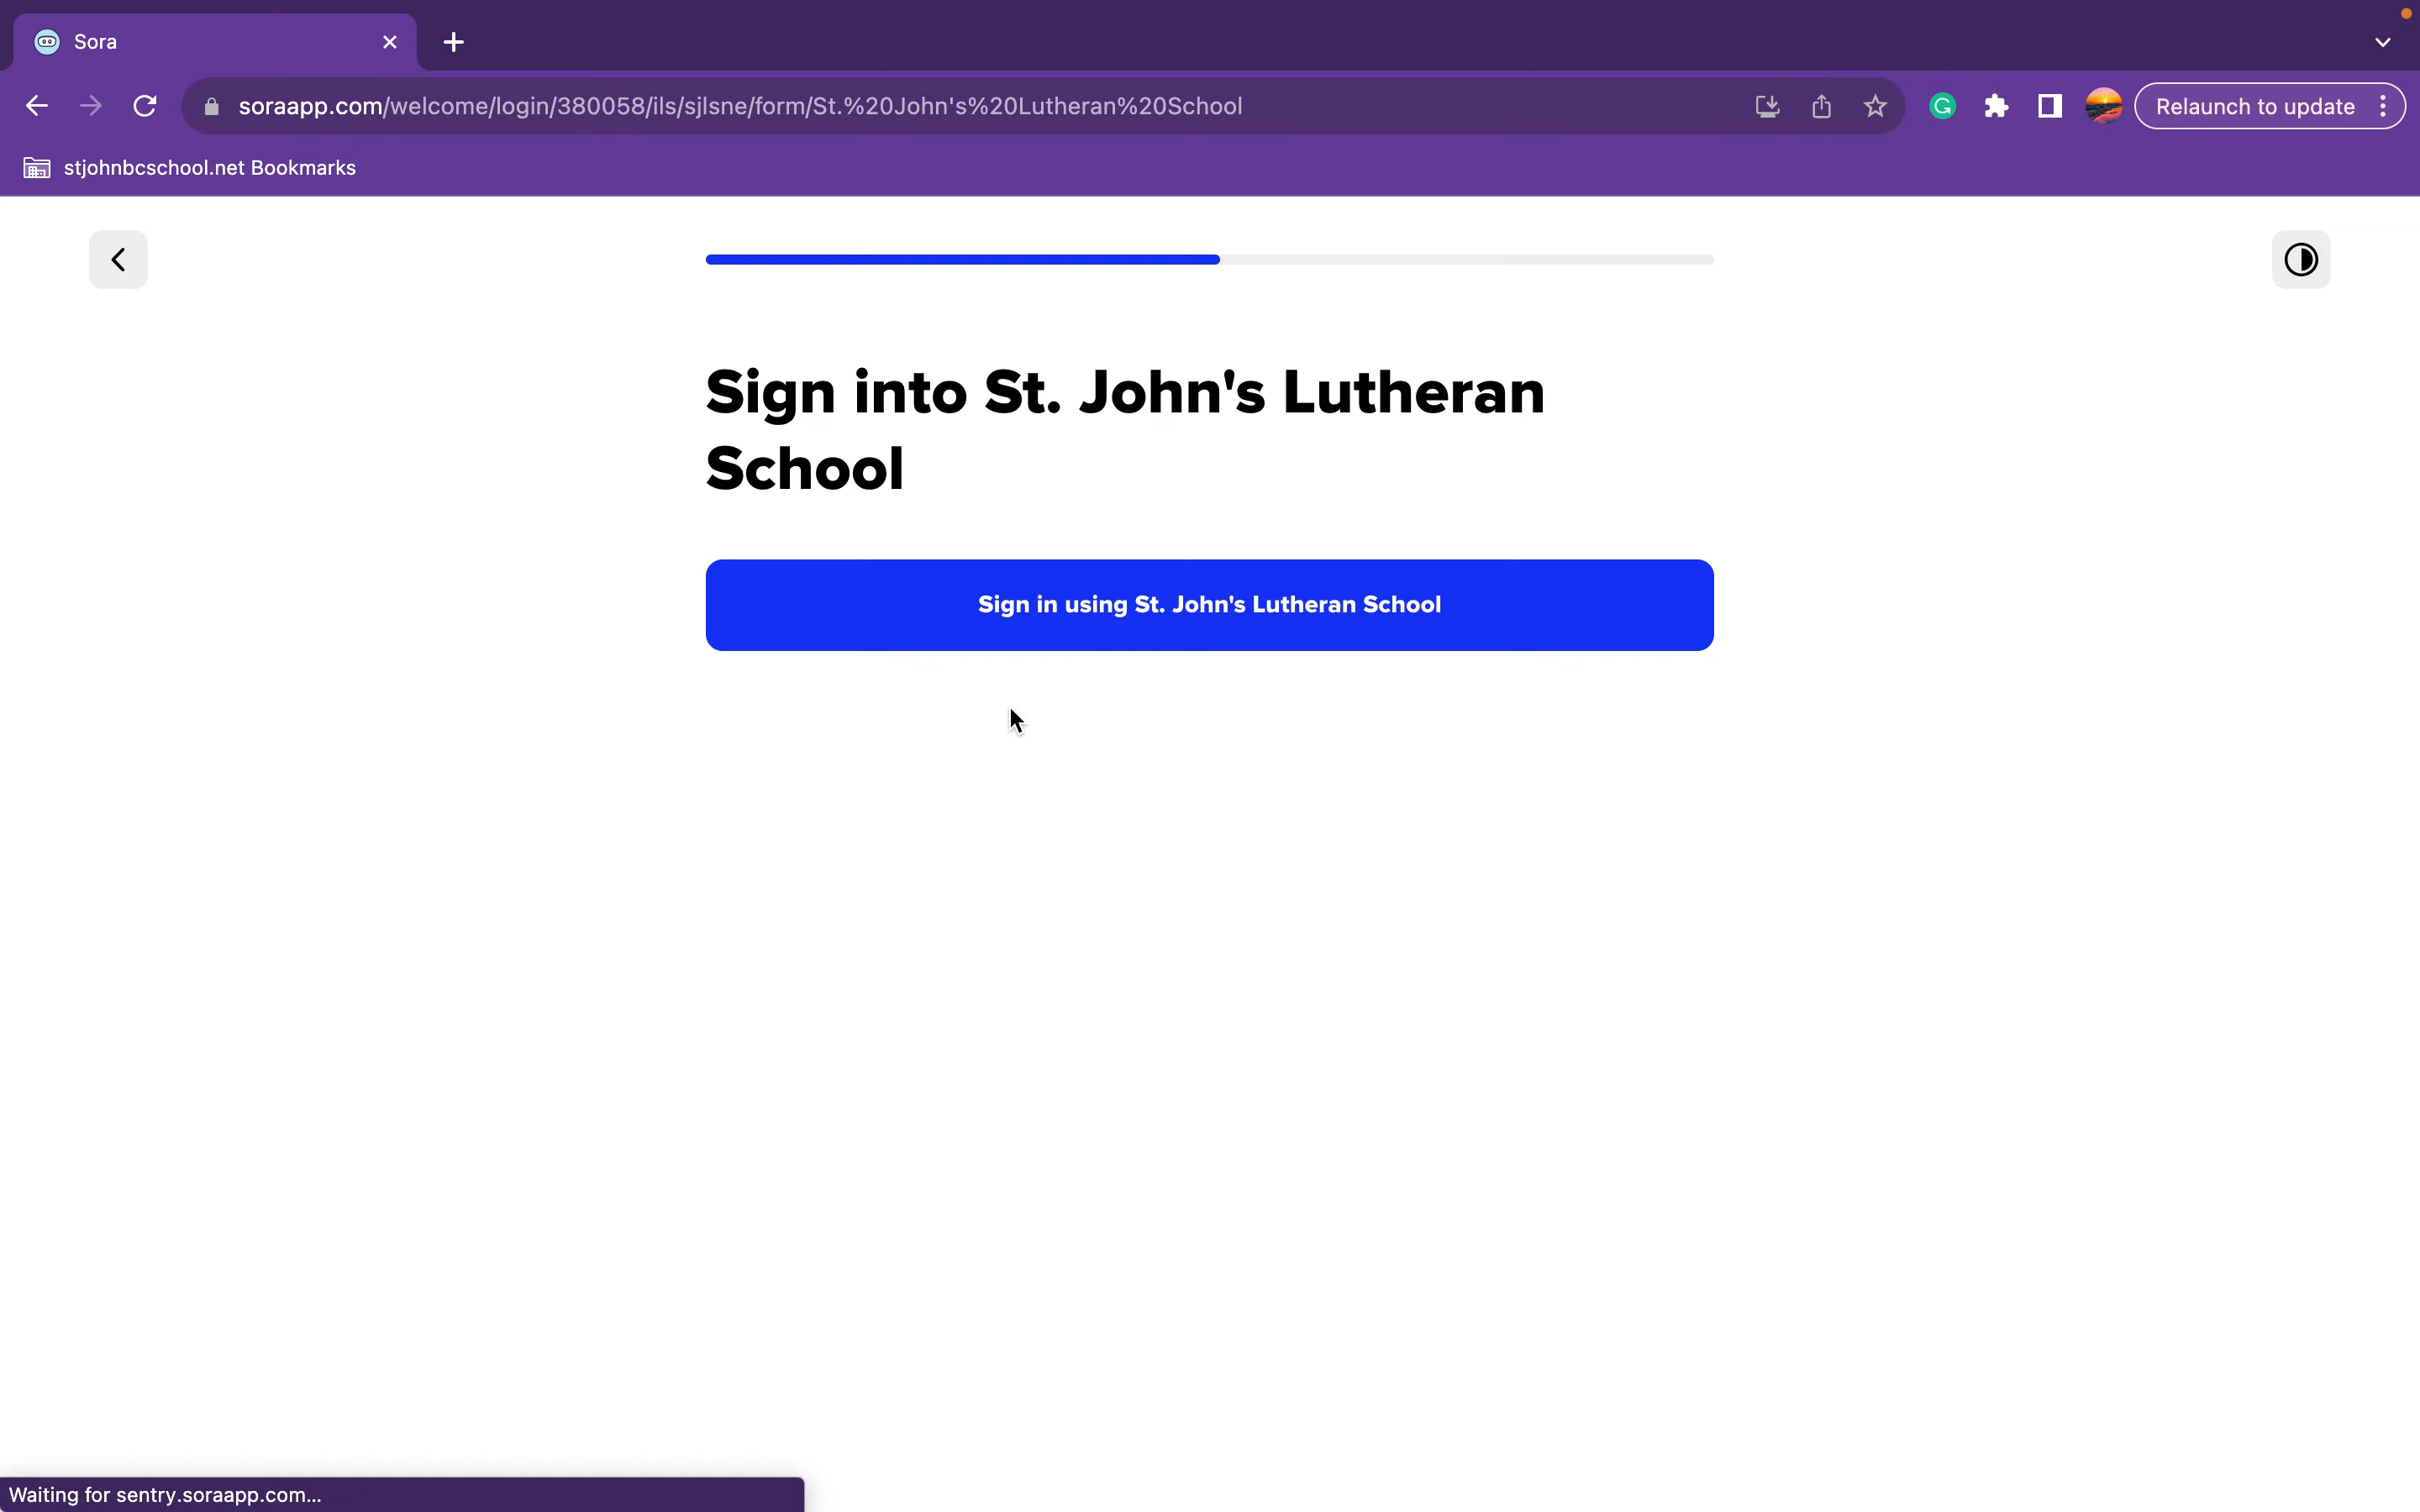 Sora
soraapp.com/welcome/login/380058/ils/sjlsne/form/St.%20John's%20Lutheran%20School
Relaunch to update
stjohnbcschool.net Bookmarks
Sign into St. John's Lutheran
School
Sign in using St. John's Lutheran School
Waiting for sentry.soraapp.com...